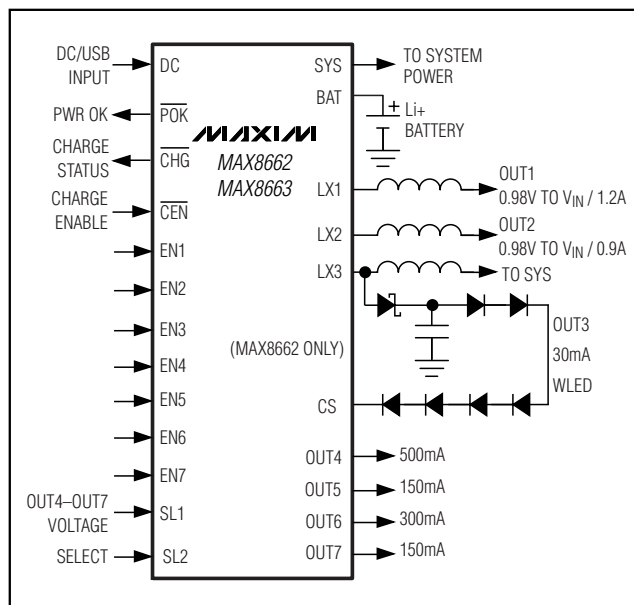 DC/USB
INPUT
DC
PWR OK
POK
CHARGE
STATUS
CHG
CHARGE
ENABLE
CEN
EN1
EN2
EN3
EN4
EN5
EN6
EN7
OUT4–OUT7
VOLTAGE
SELECT
SL1
SL2
MAXIM
MAX8662
MAX8663
(MAX8662 ONLY)
SYS
TO SYSTEM
POWER
BAT
+
Li+
BATTERY
LX1
OUT1
0.98V TO VIN / 1.2A
LX2
OUT2
0.98V TO VIN / 0.9A
LX3
TO SYS
OUT3
30mA
WLED
CS
OUT4
500mA
OUT5
150mA
OUT6
300mA
OUT7
150mA